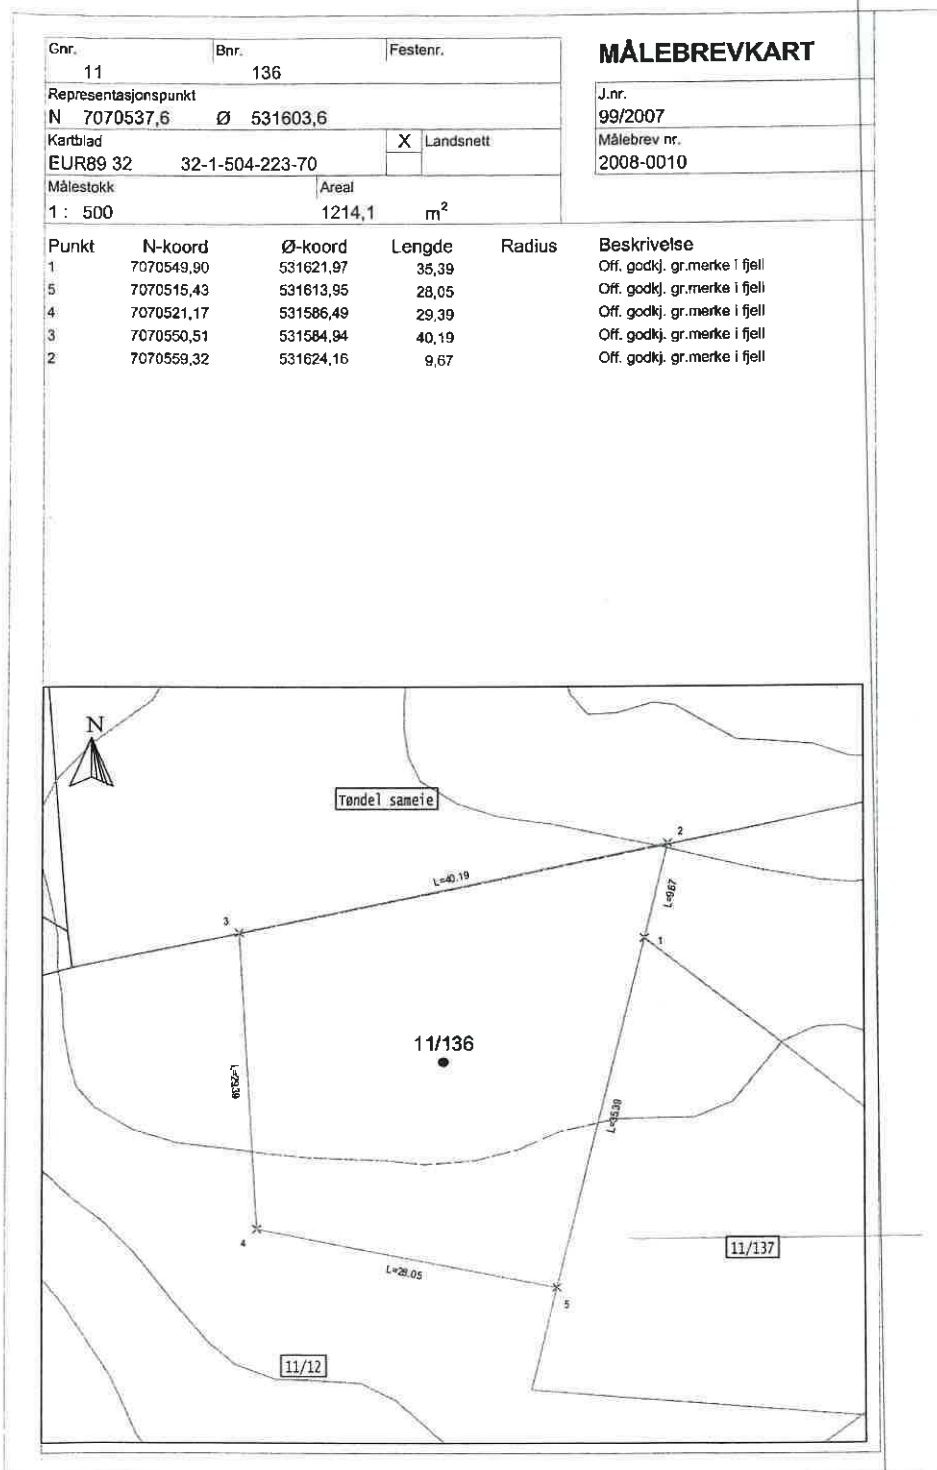 MÅLEBREVKART
Gnr. Bnr. Festenr.
11 136
Representasjonspunkt
N 7070537,6 Ø 531603,6
Kartblad X Landsnett
EUR89 32 32-1-504-223-70
Målestokk Areal
1 : 500 1214,1 m²
J.nr.
99/2007
Målebrev nr.
2008-0010
Punkt N-koord Ø-koord Lengde Radius Beskrivelse
1 7070549,90 531621,97 35,39 Off. godkj. gr.merke i fjell
5 7070515,43 531613,95 28,05 Off. godkj. gr.merke i fjell
4 7070521,17 531586,49 29,39 Off. godkj. gr.merke i fjell
3 7070550,51 531584,94 40,19 Off. godkj. gr.merke i fjell
2 7070559,32 531624,16 9,67 Off. godkj. gr.merke i fjell
N
Tøndel sameie
2
L=40.19
L=9.67
3
1
11/136
L=29.39
L=35.39
4
11/137
L=28.05
5
11/12